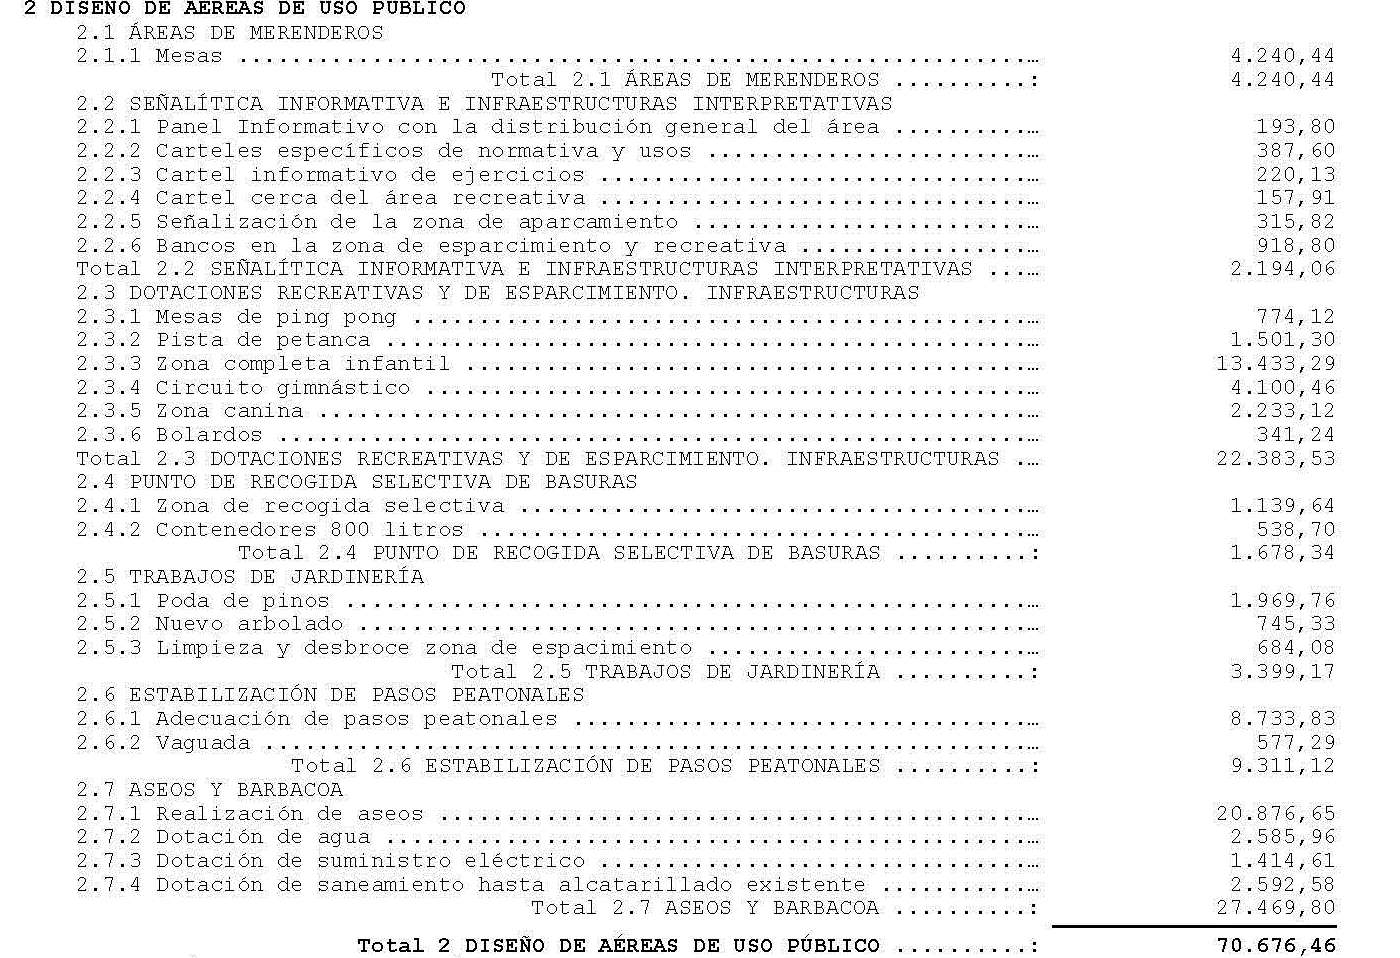 2 DISEÑO DE AÉREAS DE USO PÚBLICO
2.1 ÁREAS DE MERENDEROS
2.1.1 Mesas ............................................................… 4.240,44
Total 2.1 ÁREAS DE MERENDEROS ..........: 4.240,44
2.2 SEÑALÍTICA INFORMATIVA E INFRAESTRUCTURAS INTERPRETATIVAS
2.2.1 Panel Informativo con la distribución general del área ..........… 193,80
2.2.2 Carteles específicos de normativa y usos ........................… 387,60
2.2.3 Cartel informativo de ejercicios ................................… 220,13
2.2.4 Cartel cerca del área recreativa ................................… 157,91
2.2.5 Señalización de la zona de aparcamiento .........................… 315,82
2.2.6 Bancos en la zona de esparcimiento y recreativa .................… 918,80
Total 2.2 SEÑALÍTICA INFORMATIVA E INFRAESTRUCTURAS INTERPRETATIVAS ...… 2.194,06
2.3 DOTACIONES RECREATIVAS Y DE ESPARCIMIENTO. INFRAESTRUCTURAS
2.3.1 Mesas de ping pong ..............................................… 774,12
2.3.2 Pista de petanca ................................................… 1.501,30
2.3.3 Zona completa infantil ..........................................… 13.433,29
2.3.4 Circuito gimnástico .............................................… 4.100,46
2.3.5 Zona canina .....................................................… 2.233,12
2.3.6 Bolardos ........................................................… 341,24
Total 2.3 DOTACIONES RECREATIVAS Y DE ESPARCIMIENTO. INFRAESTRUCTURAS .… 22.383,53
2.4 PUNTO DE RECOGIDA SELECTIVA DE BASURAS
2.4.1 Zona de recogida selectiva ......................................… 1.139,64
2.4.2 Contenedores 800 litros .........................................… 538,70
Total 2.4 PUNTO DE RECOGIDA SELECTIVA DE BASURAS ..........: 1.678,34
2.5 TRABAJOS DE JARDINERÍA
2.5.1 Poda de pinos ...................................................… 1.969,76
2.5.2 Nuevo arbolado ..................................................… 745,33
2.5.3 Limpieza y desbroce zona de espacimiento ........................… 684,08
Total 2.5 TRABAJOS DE JARDINERÍA ..........: 3.399,17
2.6 ESTABILIZACIÓN DE PASOS PEATONALES
2.6.1 Adecuación de pasos peatonales ..................................… 8.733,83
2.6.2 Vaguada .........................................................… 577,29
Total 2.6 ESTABILIZACIÓN DE PASOS PEATONALES ..........: 9.311,12
2.7 ASEOS Y BARBACOA
2.7.1 Realización de aseos ............................................… 20.876,65
2.7.2 Dotación de agua ................................................… 2.585,96
2.7.3 Dotación de suministro eléctrico ................................… 1.414,61
2.7.4 Dotación de saneamiento hasta alcatarillado existente ...........… 2.592,58
Total 2.7 ASEOS Y BARBACOA ..........: 27.469,80
Total 2 DISEÑO DE AÉREAS DE USO PÚBLICO ..........: 70.676,46